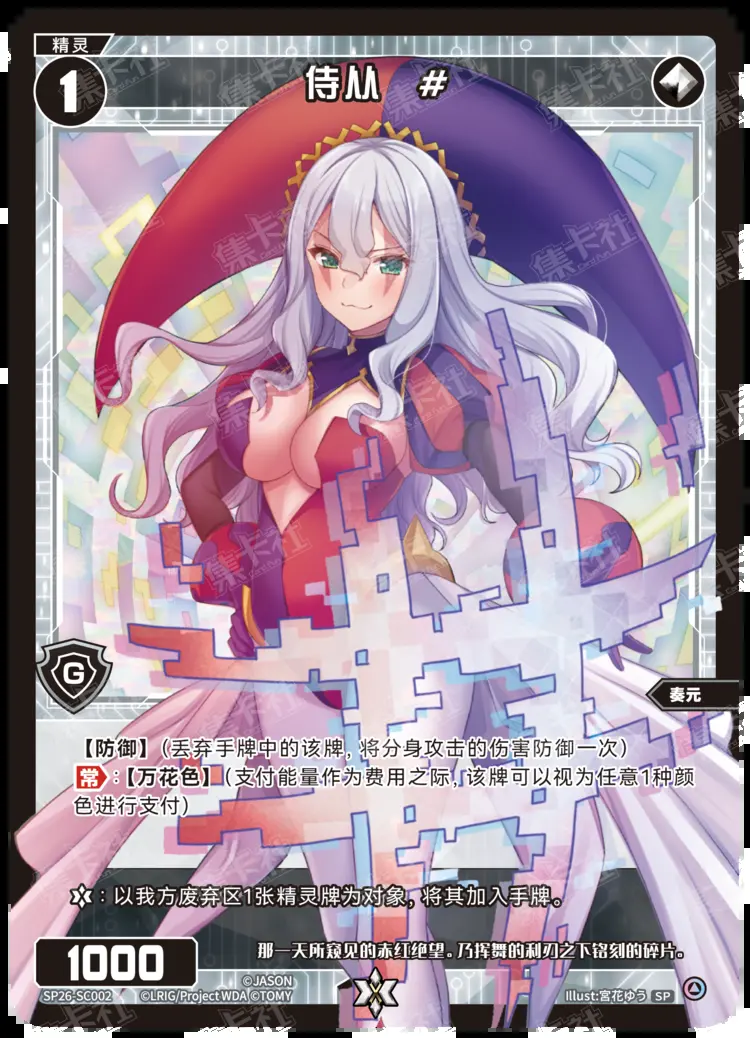 精灵
1
侍从 #
G
奏元
【防御】（丢弃手牌中的该牌，将分身攻击的伤害防御一次）
常：【万花色】（支付能量作为费用之际，该牌可以视为任意1种颜
色进行支付）
：以我方废弃区1张精灵牌为对象，将其加入手牌。
那一天所窥见的赤红绝望。乃挥舞的利刃之下铭刻的碎片。
1000
©JASON
SP26-SC002 ©LRIG/Project WDA ©TOMY
Illust:宮花ゆう SP
集卡社